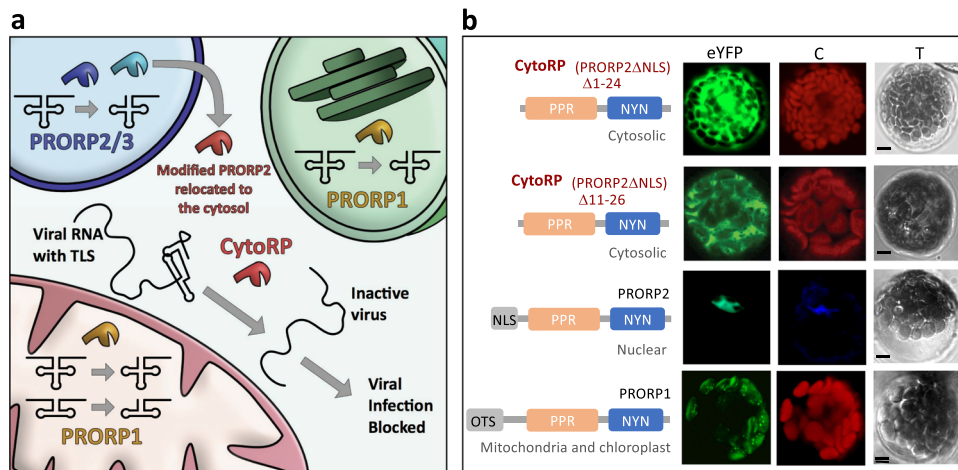 a
PRORP2/3
Modified PRORP2
relocated to
the cytosol
PRORP1
Viral RNA
with TLS
CytoRP
Inactive
virus
Viral
Infection
Blocked
PRORP1
b
eYFP C T
CytoRP (PRORP2ΔNLS)
Δ1-24
PPR NYN
Cytosolic
CytoRP (PRORP2ΔNLS)
Δ11-26
PPR NYN
Cytosolic
PRORP2
NLS PPR NYN
Nuclear
PRORP1
OTS PPR NYN
Mitochondria and chloroplast